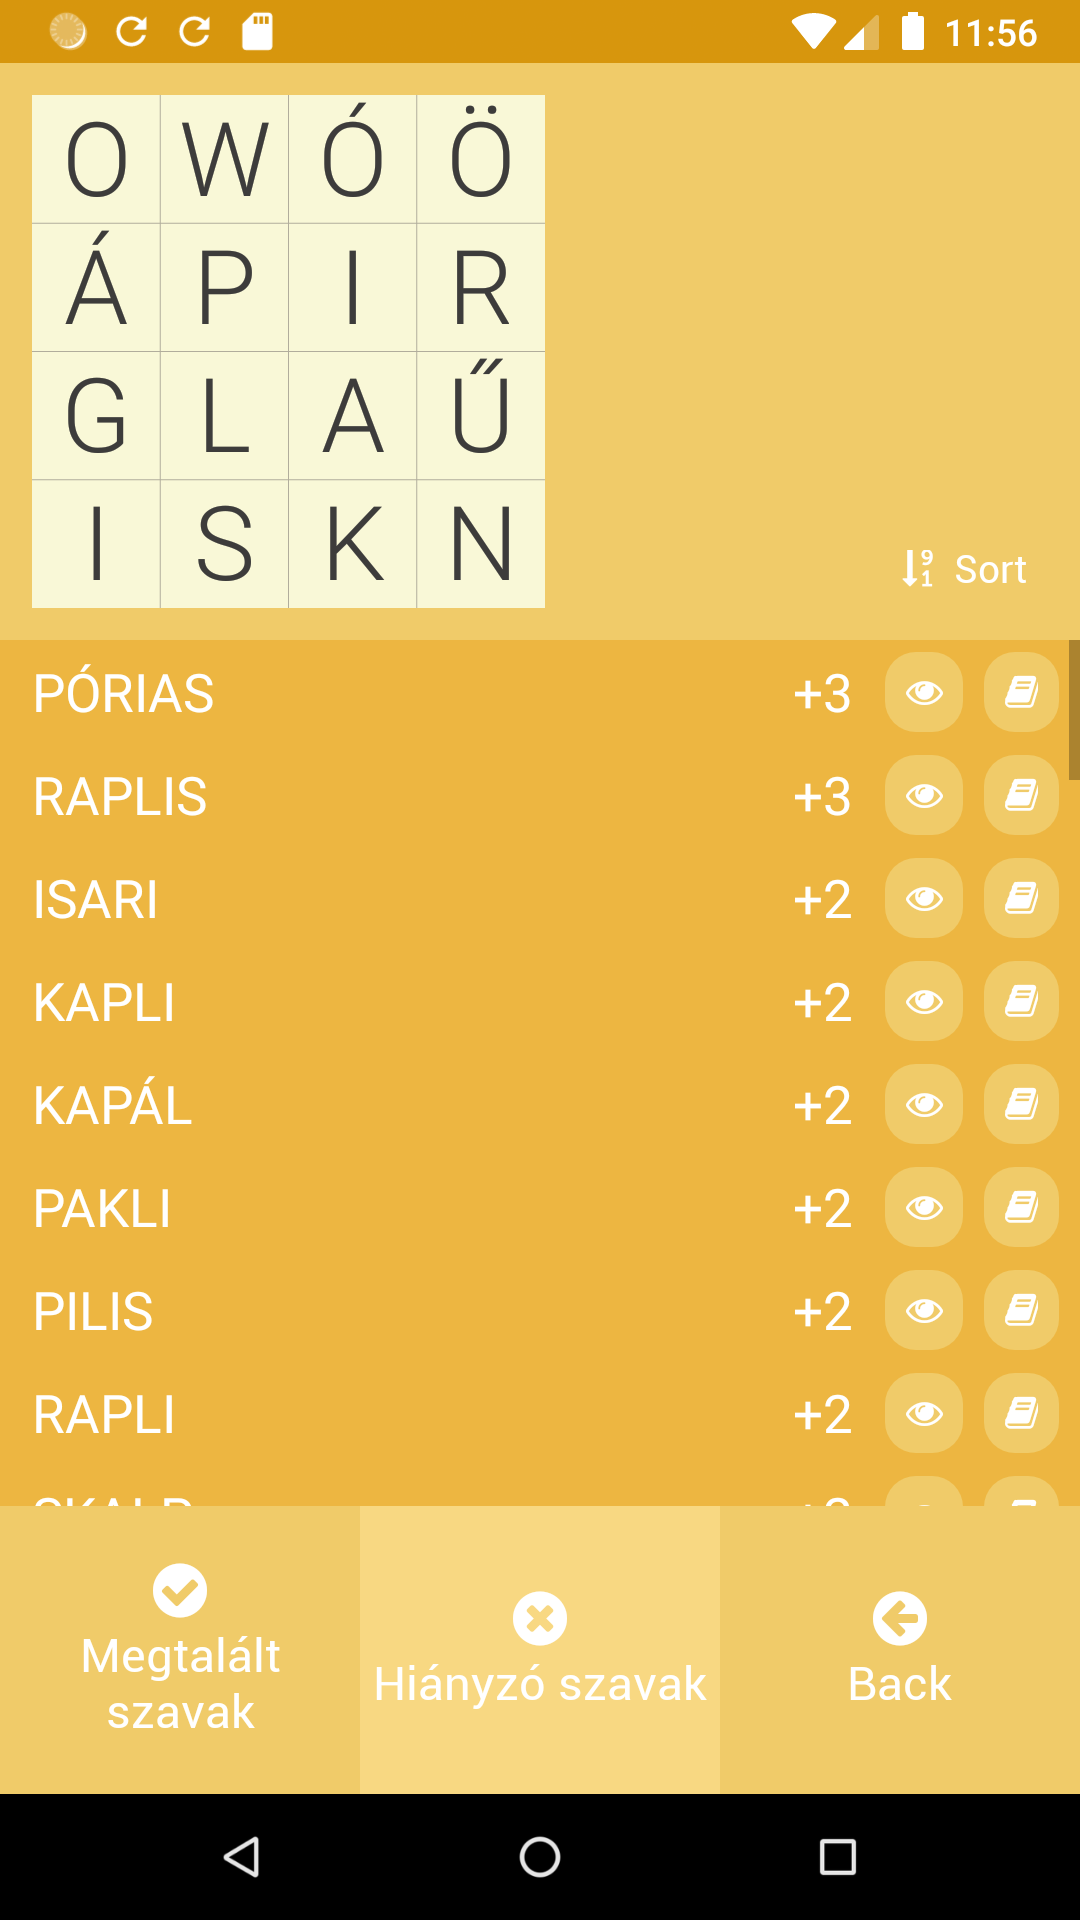 11:56
O W Ó Ö
Á P I R
G L A Ű
I S K N
Sort
PÓRIAS +3
RAPLIS +3
ISARI +2
KAPLI +2
KAPÁL +2
PAKLI +2
PILIS +2
RAPLI +2
Megtalált
szavak
Hiányzó szavak
Back